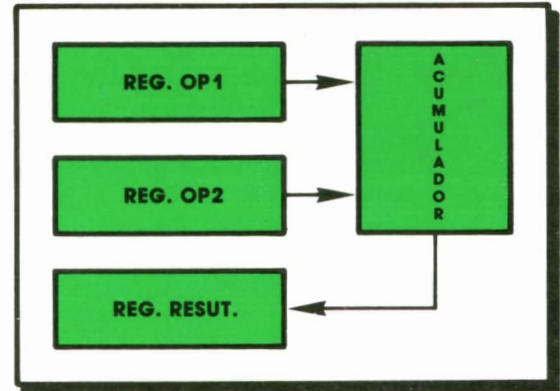 REG. OP1
REG. OP2
REG. RESUT.
ACUMULADOR